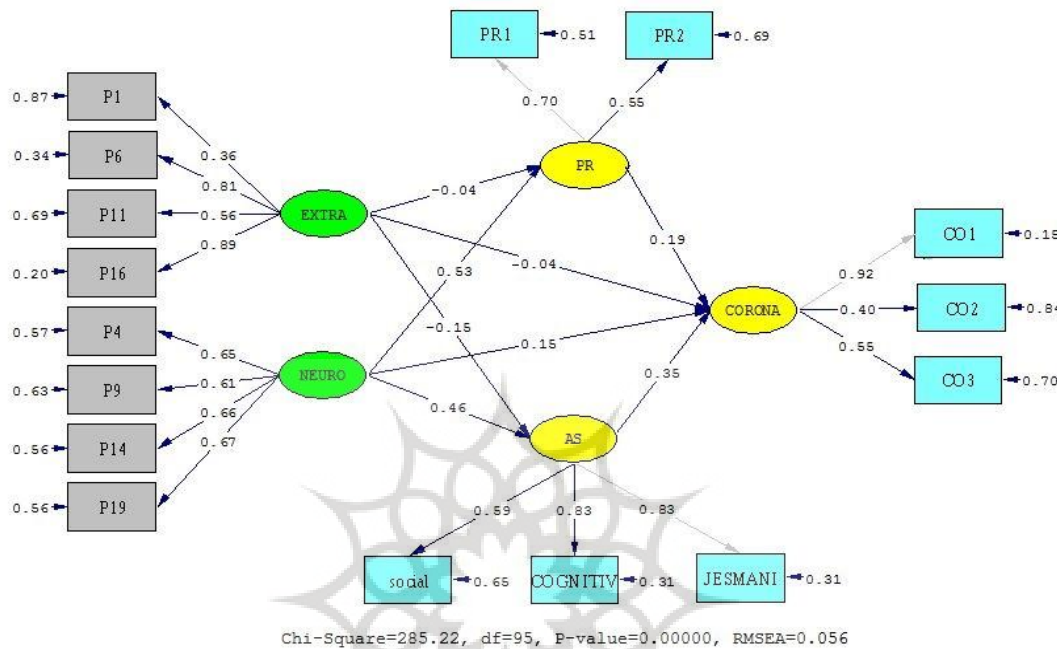 PR1
0.51
PR2
0.69
0.87
P1
0.70
0.55
0.34
P6
0.36
0.81
PR
-0.04
0.69
P11
0.56
EXTRA
0.89
0.19
CO1
0.15
0.20
P16
0.53
-0.04
0.92
0.57
P4
-0.15
CORONA
0.40
CO2
0.84
0.65
0.15
0.55
0.63
P9
0.61
NEURO
0.35
CO3
0.70
0.66
0.46
0.56
P14
0.67
AS
0.56
P19
0.59
0.83
0.83
social
0.65
COGNITIV
0.31
JESMANI
0.31
Chi-Square=285.22, df=95, P-value=0.00000, RMSEA=0.056